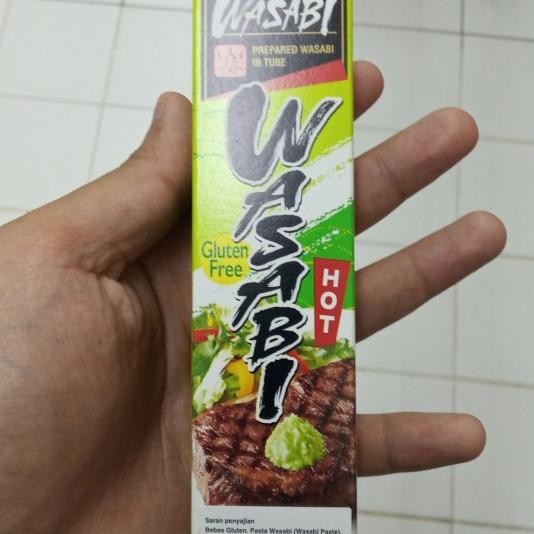 WASABI
PREPARED WASABI
IN TUBE
WASABI
Gluten
Free
HOT
Saran penyajian
Bebas Gluten. Pasta Wasabi (Wasabi Paste).